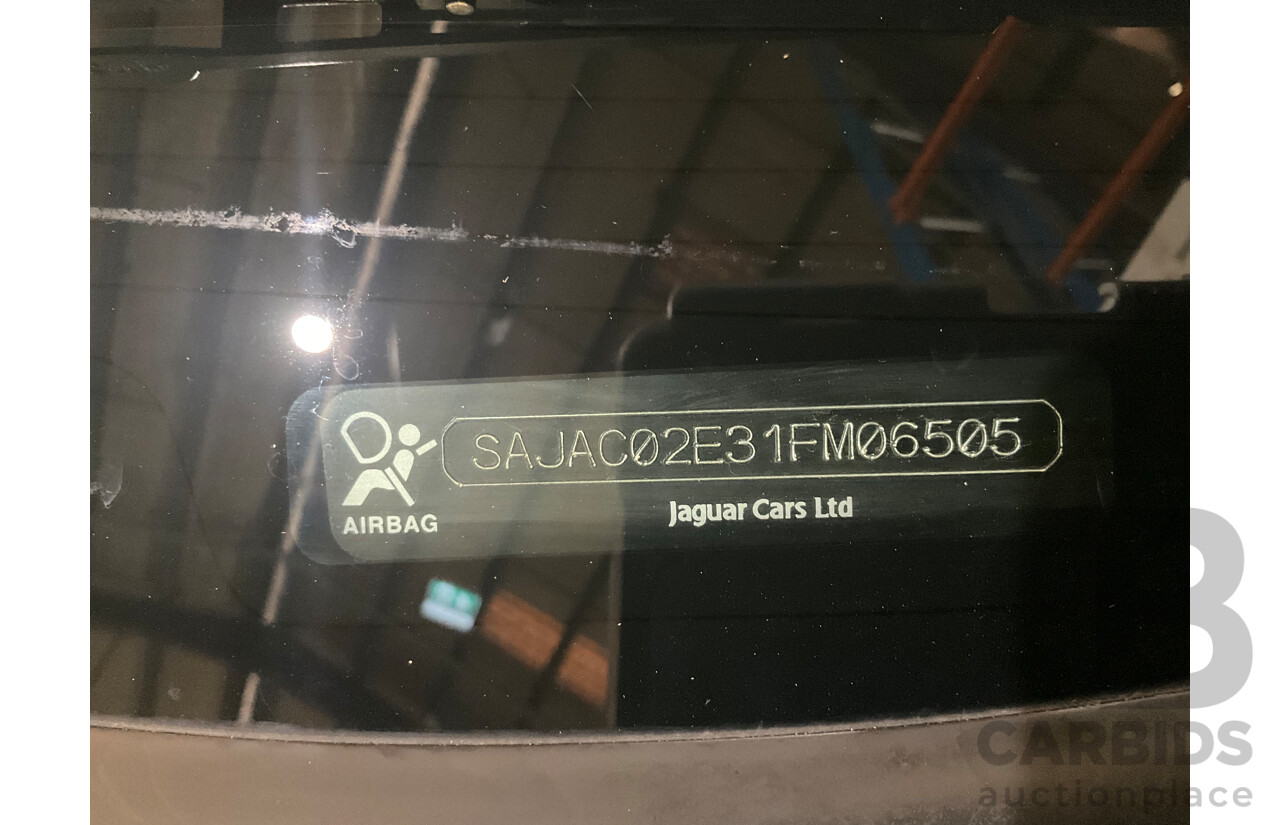 SAJAC02E31FM06505
AIRBAG
Jaguar Cars Ltd
B
CARBIDS
auctionplace